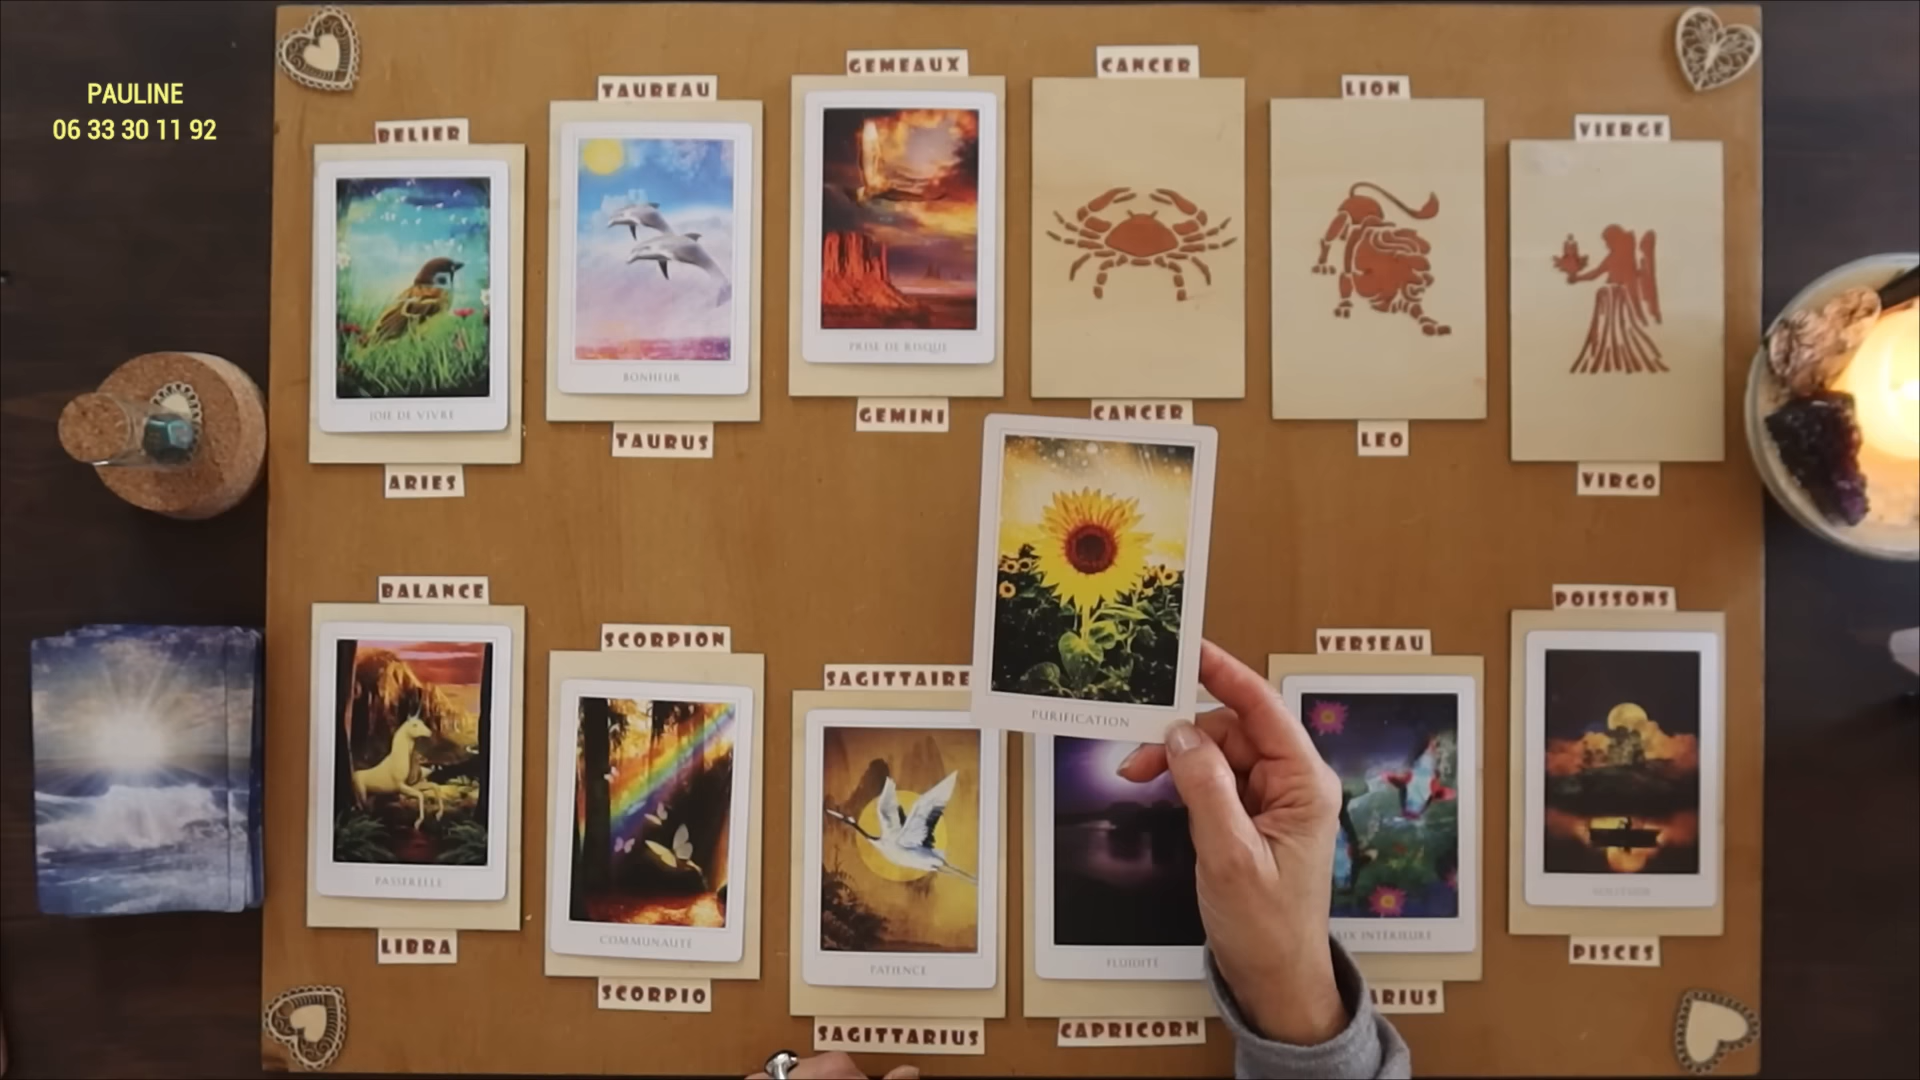 PAULINE
06 33 30 11 92
BELIER
TAUREAU
GEMEAUX
CANCER
LION
VIERGE
JOIE DE VIVRE
BONHEUR
PRISE DE RISQUE
ARIES
TAURUS
GEMINI
CANCER
LEO
VIRGO
PURIFICATION
BALANCE
SCORPION
SAGITTAIRE
VERSEAU
POISSONS
PASSERELLE
COMMUNAUTÉ
PATIENCE
FLUIDITÉ
INTÉRIEURE
LIBRA
SCORPIO
SAGITTARIUS
CAPRICORN
ARIUS
PISCES